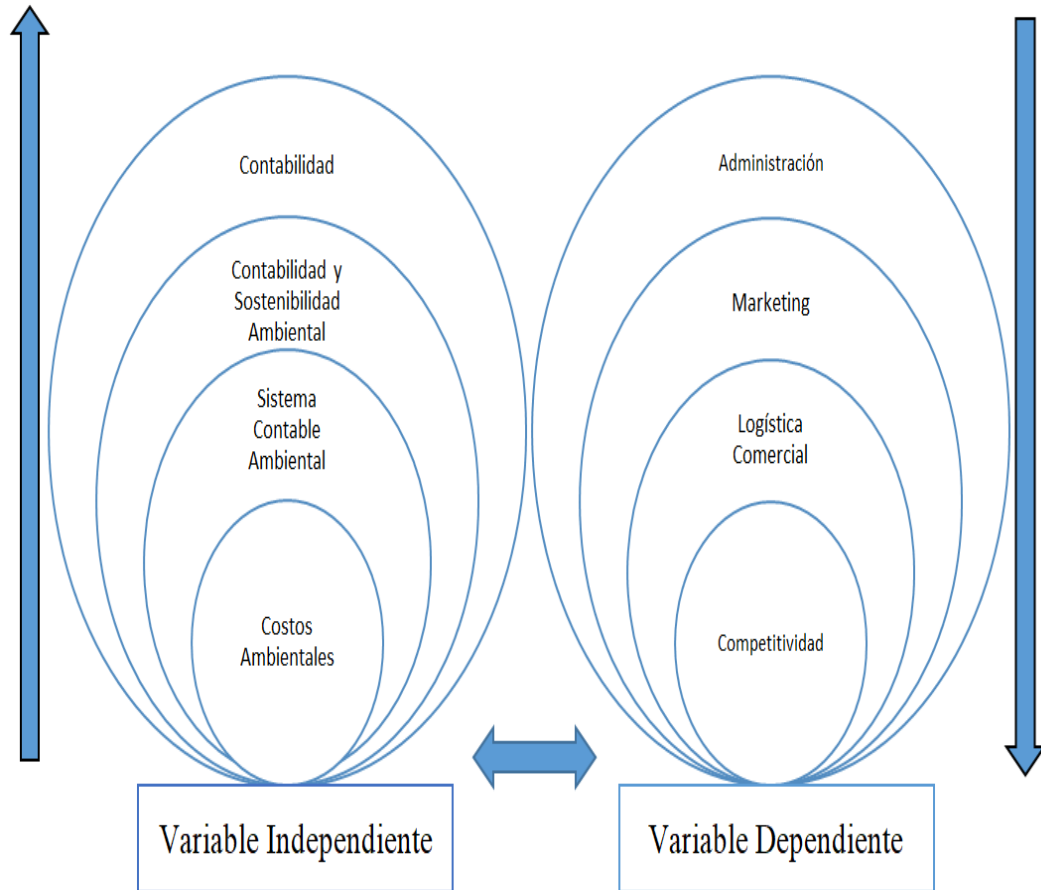 Contabilidad
Contabilidad y
Sostenibilidad
Ambiental
Sistema
Contable
Ambiental
Costos
Ambientales
Variable Independiente
Administración
Marketing
Logística
Comercial
Competitividad
Variable Dependiente